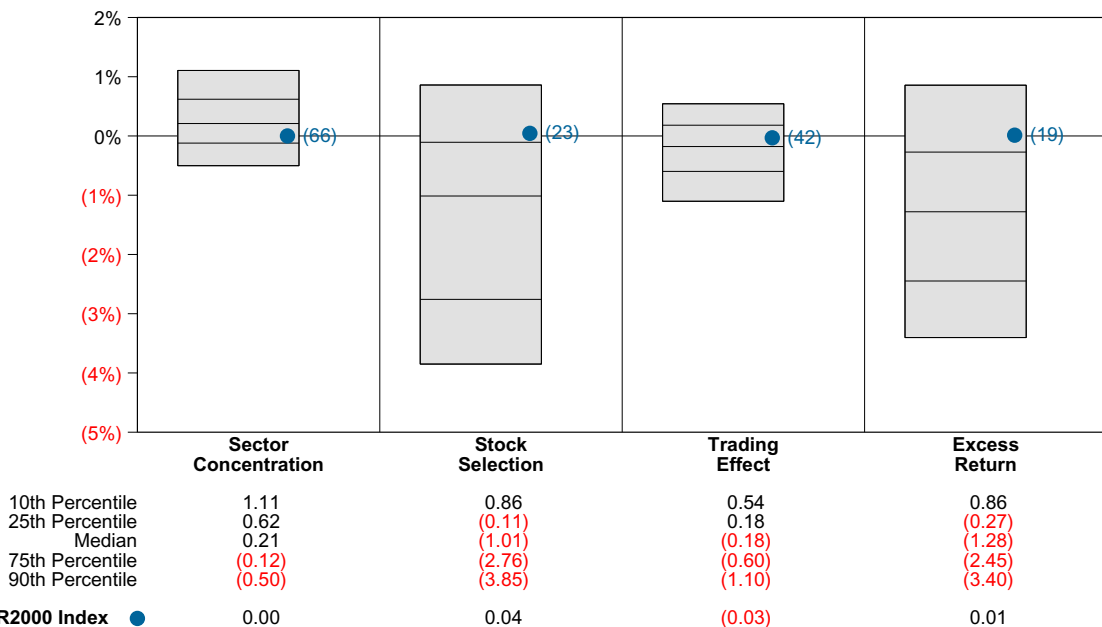 2%
1%
0%
(1%)
(2%)
(3%)
(4%)
(5%)
(66)
(23)
(42)
(19)
Sector Concentration
Stock Selection
Trading Effect
Excess Return
10th Percentile 1.11 0.86 0.54 0.86
25th Percentile 0.62 (0.11) 0.18 (0.27)
Median 0.21 (1.01) (0.18) (1.28)
75th Percentile (0.12) (2.76) (0.60) (2.45)
90th Percentile (0.50) (3.85) (1.10) (3.40)
R2000 Index 0.00 0.04 (0.03) 0.01